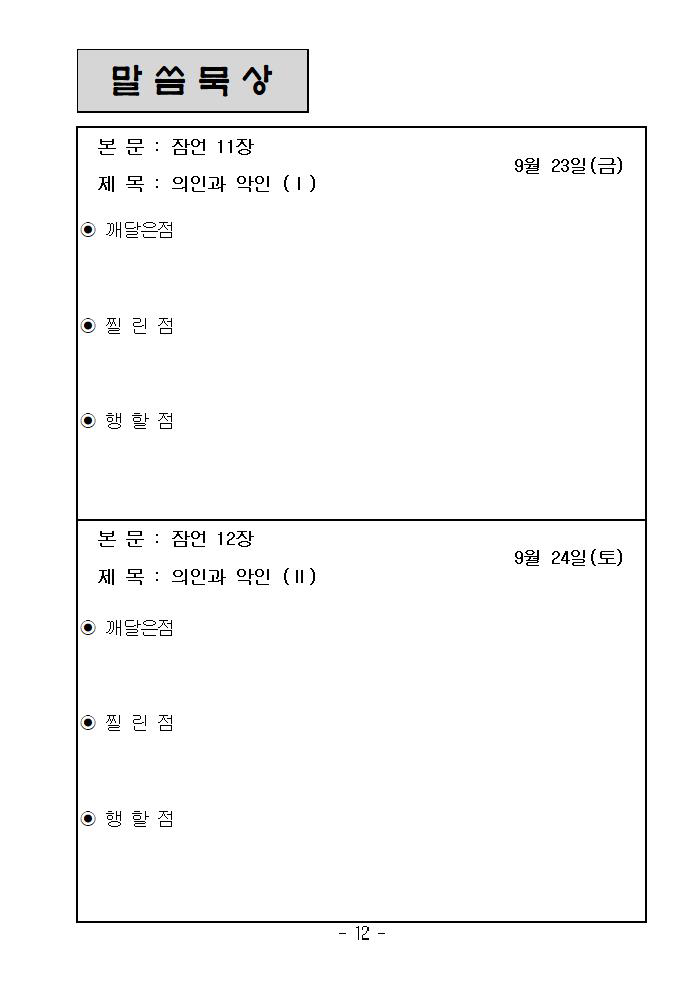 말 씀 묵 상
본 문 : 잠언 11장
9월 23일(금)
제 목 : 의인과 악인 (Ⅰ)
◉ 깨달은점
◉ 찔 린 점
◉ 행 할 점
본 문 : 잠언 12장
9월 24일(토)
제 목 : 의인과 악인 (Ⅱ)
◉ 깨달은점
◉ 찔 린 점
◉ 행 할 점
- 12 -